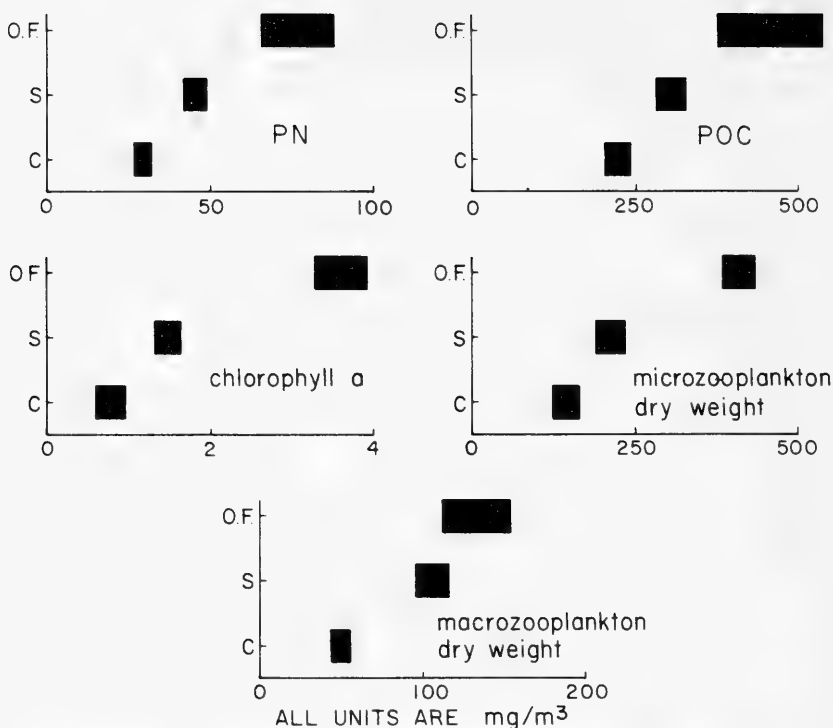 O.F.
S
C
PN
0 50 100
O.F.
S
C
POC
0 250 500
O.F.
S
C
chlorophyll a
0 2 4
O.F.
S
C
microzooplankton
dry weight
0 250 500
O.F.
S
C
macrozooplankton
dry weight
0 100 200
ALL UNITS ARE mg/m³